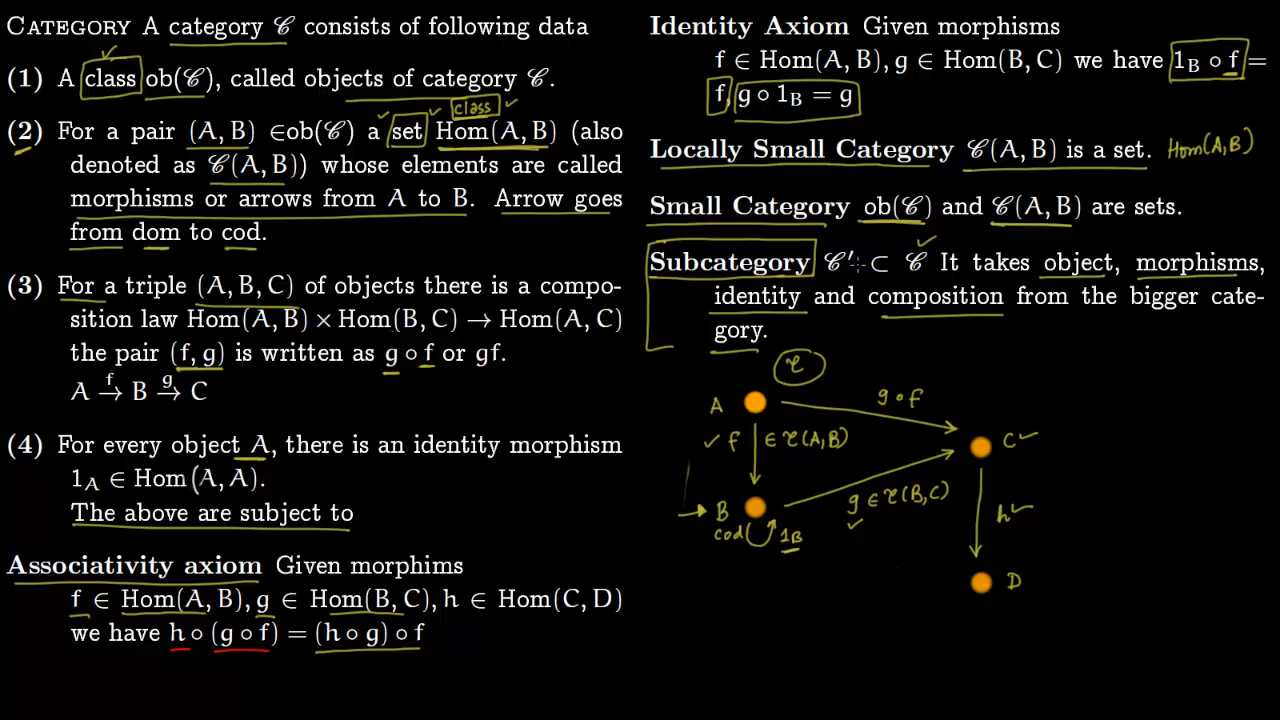 CATEGORY A category 𝒞 consists of following data
(1) A class ob(𝒞), called objects of category 𝒞.
class
(2) For a pair (A, B) ∈ob(𝒞) a set Hom(A, B) (also
denoted as 𝒞(A, B)) whose elements are called
morphisms or arrows from A to B. Arrow goes
from dom to cod.
(3) For a triple (A, B, C) of objects there is a compo-
sition law Hom(A, B) × Hom(B, C) → Hom(A, C)
the pair (f, g) is written as g ∘ f or gf.
A →f B →g C
(4) For every object A, there is an identity morphism
1_A ∈ Hom(A, A).
The above are subject to
Associativity axiom Given morphims
f ∈ Hom(A, B), g ∈ Hom(B, C), h ∈ Hom(C, D)
we have h ∘ (g ∘ f) = (h ∘ g) ∘ f
Identity Axiom Given morphisms
f ∈ Hom(A, B), g ∈ Hom(B, C) we have 1_B ∘ f =
f, g ∘ 1_B = g
Locally Small Category 𝒞(A, B) is a set. Hom(A,B)
Small Category ob(𝒞) and 𝒞(A, B) are sets.
Subcategory 𝒞′ ⊂ 𝒞 It takes object, morphisms,
identity and composition from the bigger cate-
gory.
𝒞
A
g∘f
f ∈ 𝒞(A,B)
C
B
g ∈ 𝒞(B,C)
h
cod 1_B
D